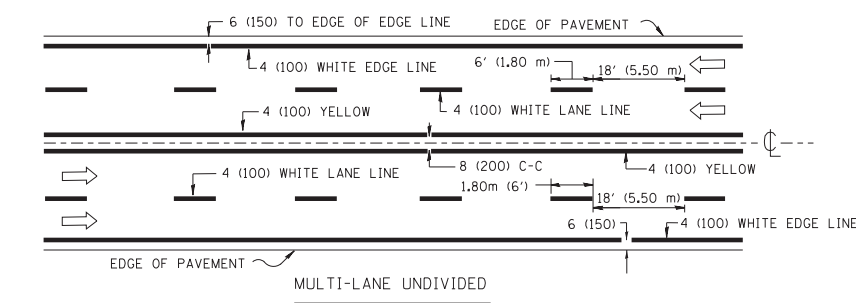 6 (150) TO EDGE OF EDGE LINE
EDGE OF PAVEMENT
4 (100) WHITE EDGE LINE
6' (1.80 m)
18' (5.50 m)
4 (100) YELLOW
4 (100) WHITE LANE LINE
℄
8 (200) C-C
4 (100) YELLOW
4 (100) WHITE LANE LINE
1.80m (6')
18' (5.50 m)
6 (150)
4 (100) WHITE EDGE LINE
EDGE OF PAVEMENT
MULTI-LANE UNDIVIDED